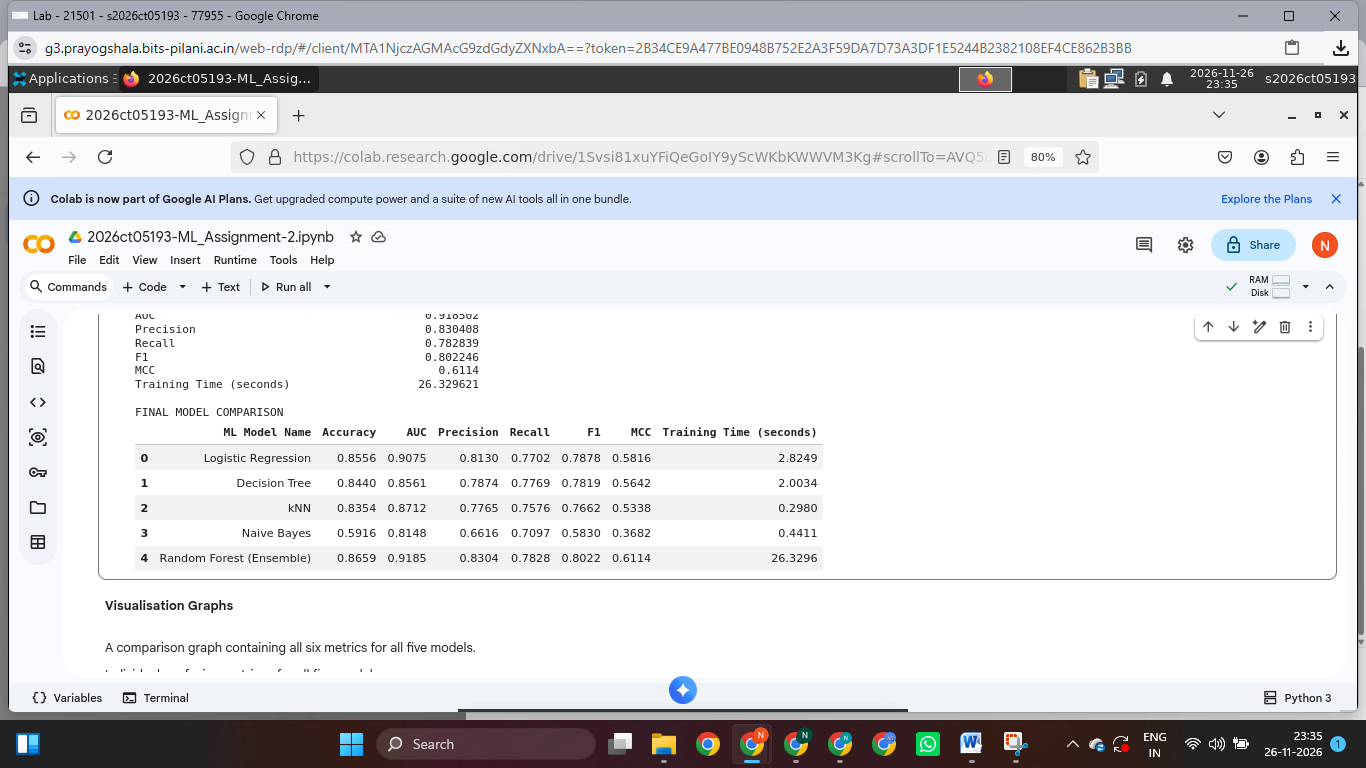 Lab - 21501 - s2026ct05193 - 77955 - Google Chrome
g3.prayogshala.bits-pilani.ac.in/web-rdp/#/client/MTA1NjczAGMAcG9zdGdyZXNxbA==?token=2B34CE9A477BE0948B752E2A3F59DA7D73A3DF1E5244B2382108EF4CE862B3BB
Applications 2026ct05193-ML_Assig... 2026-11-26 s2026ct05193
23:35
2026ct05193-ML_Assign
https://colab.research.google.com/drive/1Svsi81xuYFiQeGoIY9yScWKbKWWVM3Kg#scrollTo=AVQ5 80%
Colab is now part of Google AI Plans. Get upgraded compute power and a suite of new AI tools all in one bundle. Explore the Plans
2026ct05193-ML_Assignment-2.ipynb
Share N
File Edit View Insert Runtime Tools Help
Commands + Code + Text Run all RAM
Disk
AUC 0.918502
Precision 0.830408
Recall 0.782839
F1 0.802246
MCC 0.6114
Training Time (seconds) 26.329621
FINAL MODEL COMPARISON
ML Model Name Accuracy AUC Precision Recall F1 MCC Training Time (seconds)
0 Logistic Regression 0.8556 0.9075 0.8130 0.7702 0.7878 0.5816 2.8249
1 Decision Tree 0.8440 0.8561 0.7874 0.7769 0.7819 0.5642 2.0034
2 kNN 0.8354 0.8712 0.7765 0.7576 0.7662 0.5338 0.2980
3 Naive Bayes 0.5916 0.8148 0.6616 0.7097 0.5830 0.3682 0.4411
4 Random Forest (Ensemble) 0.8659 0.9185 0.8304 0.7828 0.8022 0.6114 26.3296
Visualisation Graphs
A comparison graph containing all six metrics for all five models.
Variables Terminal Python 3
Search
ENG
IN
23:35
26-11-2026
1